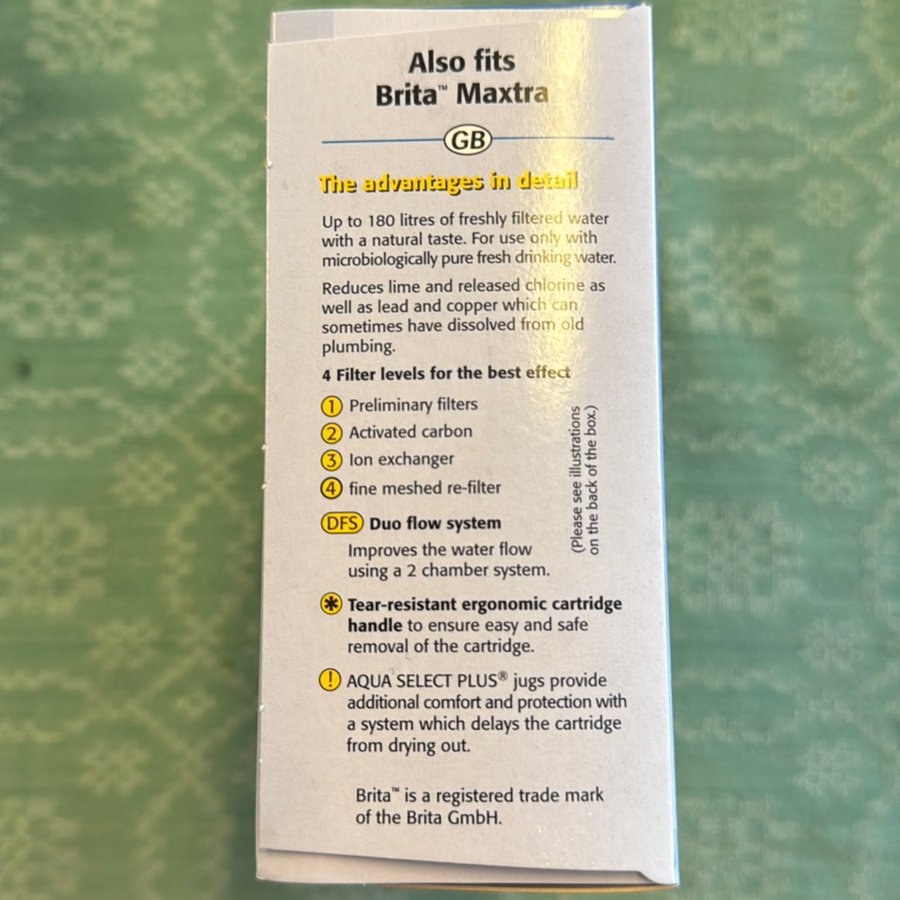 Also fits
Brita™ Maxtra
GB
The advantages in detail
Up to 180 litres of freshly filtered water
with a natural taste. For use only with
microbiologically pure fresh drinking water.
Reduces lime and released chlorine as
well as lead and copper which can
sometimes have dissolved from old
plumbing.
4 Filter levels for the best effect
1 Preliminary filters
2 Activated carbon
3 Ion exchanger
4 fine meshed re-filter
(Please see illustrations
on the back of the box.)
DFS Duo flow system
Improves the water flow
using a 2 chamber system.
* Tear-resistant ergonomic cartridge
handle to ensure easy and safe
removal of the cartridge.
! AQUA SELECT PLUS® jugs provide
additional comfort and protection with
a system which delays the cartridge
from drying out.
Brita™ is a registered trade mark
of the Brita GmbH.